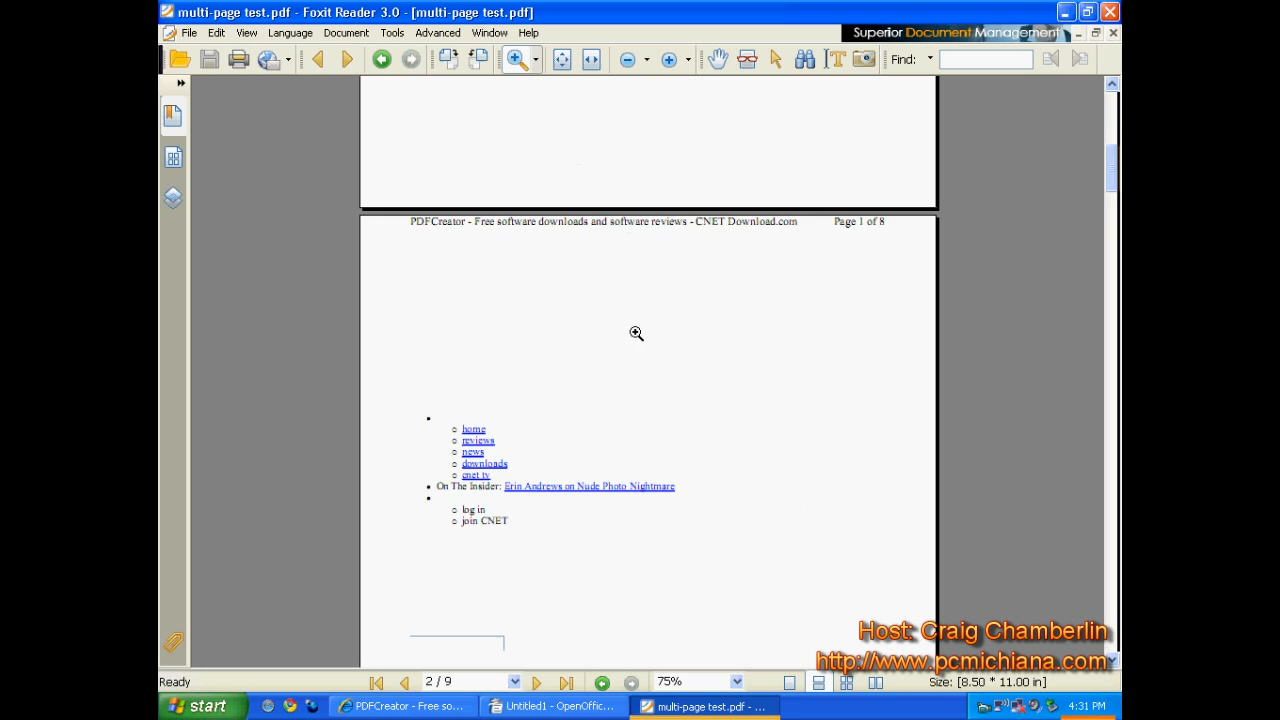 multi-page test.pdf - Foxit Reader 3.0 - [multi-page test.pdf]
File Edit View Language Document Tools Advanced Window Help
Superior Document Management
Find:
PDFCreator - Free software downloads and software reviews - CNET Download.com Page 1 of 8
home
reviews
news
downloads
cnet tv
On The Insider: Erin Andrews on Nude Photo Nightmare
log in
join CNET
Host: Craig Chamberlin
http://www.pcmichiana.com
Ready 2 / 9 75% Size: [8.50 * 11.00 in]
start PDFCreator - Free so... Untitled1 - OpenOffic... multi-page test.pdf - ... 4:31 PM